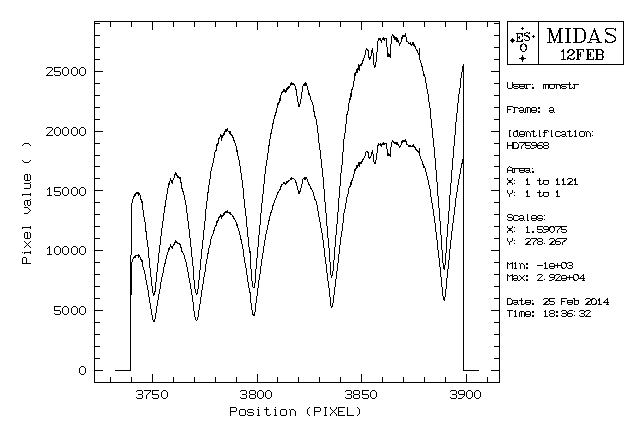 ES
O
MIDAS
12FEB
User: monstr
Frame: a
Identification:
HD75968
Area:
X: 1 to 1121
Y: 1 to 1
Scales:
X: 1.59075
Y: 278.267
Min: -1e+03
Max: 2.92e+04
Date: 25 Feb 2014
Time: 18:36:32
Pixel value ( )
25000
20000
15000
10000
5000
0
3750 3800 3850 3900
Position (PIXEL)